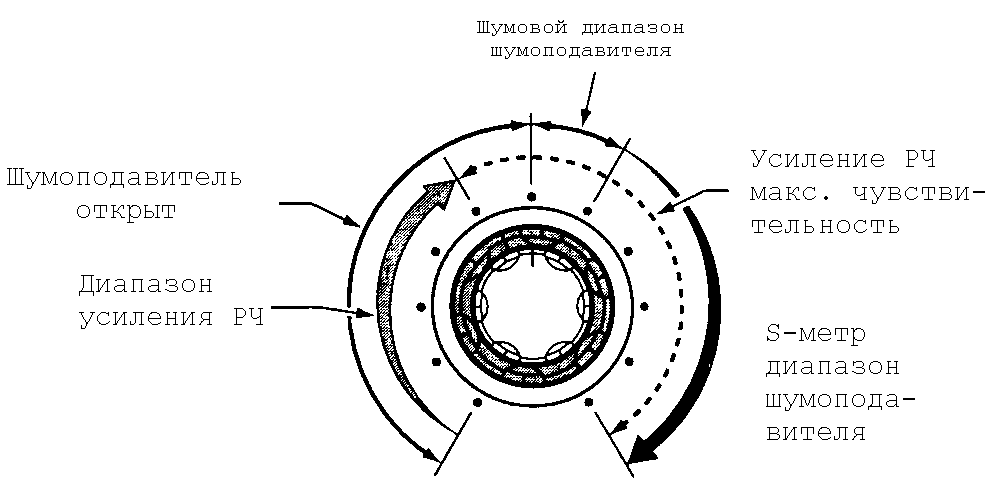 Шумовой диапазон
шумоподавителя
Усиление РЧ
макс. чувстви-
тельность
Шумоподавитель
открыт
Диапазон
усиления РЧ
S-метр
диапазон
шумопода-
вителя